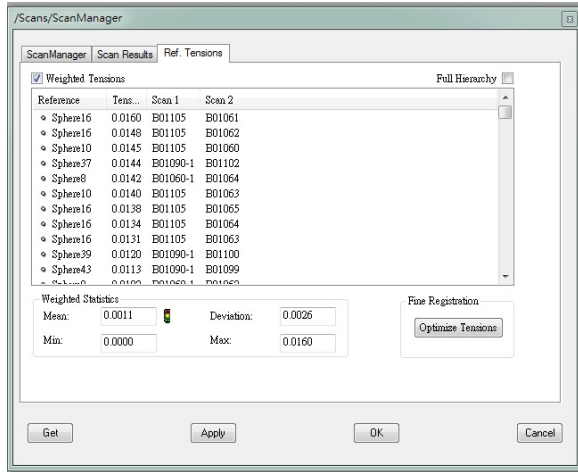 /Scans/ScanManager
ScanManager Scan Results Ref. Tensions
Weighted Tensions Full Hierarchy
Reference Tens... Scan 1 Scan 2
Sphere16 0.0160 B01105 B01061
Sphere16 0.0148 B01105 B01062
Sphere10 0.0145 B01105 B01060
Sphere37 0.0144 B01090-1 B01102
Sphere8 0.0142 B01060-1 B01064
Sphere10 0.0140 B01105 B01063
Sphere16 0.0138 B01105 B01065
Sphere16 0.0134 B01105 B01064
Sphere16 0.0131 B01105 B01063
Sphere39 0.0120 B01090-1 B01100
Sphere43 0.0113 B01090-1 B01099
Weighted Statistics Fine Registration
Mean: 0.0011 Deviation: 0.0026
Optimize Tensions
Min: 0.0000 Max: 0.0160
Get Apply OK Cancel